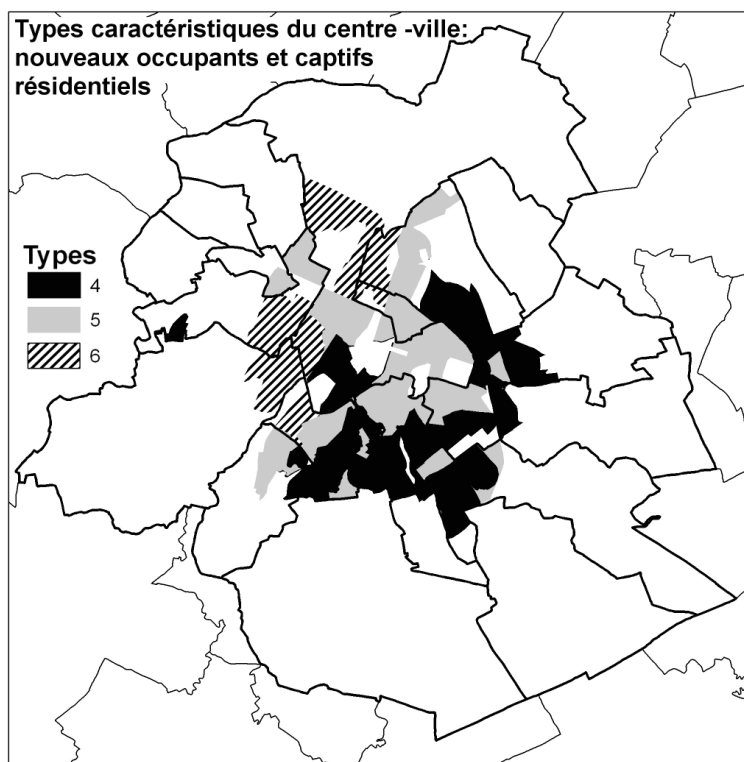 Types caractéristiques du centre -ville:
nouveaux occupants et captifs
résidentiels
Types
4
5
6